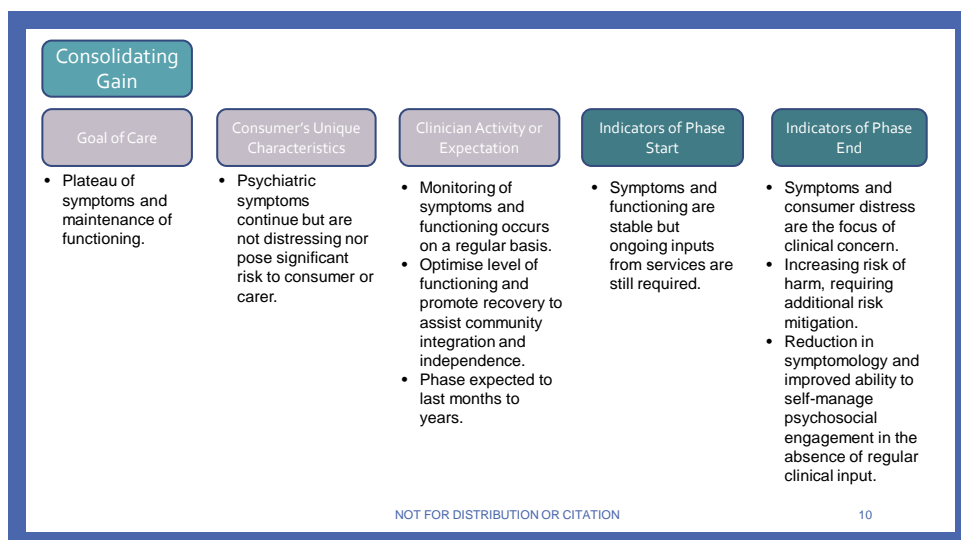 Consolidating
Gain
Goal of Care
Consumer's Unique
Characteristics
Clinician Activity or
Expectation
Indicators of Phase
Start
Indicators of Phase
End
• Plateau of
symptoms and
maintenance of
functioning.
• Psychiatric
symptoms
continue but are
not distressing nor
pose significant
risk to consumer or
carer.
• Monitoring of
symptoms and
functioning occurs
on a regular basis.
• Optimise level of
functioning and
promote recovery to
assist community
integration and
independence.
• Phase expected to
last months to
years.
• Symptoms and
functioning are
stable but
ongoing inputs
from services are
still required.
• Symptoms and
consumer distress
are the focus of
clinical concern.
• Increasing risk of
harm, requiring
additional risk
mitigation.
• Reduction in
symptomology and
improved ability to
self-manage
psychosocial
engagement in the
absence of regular
clinical input.
NOT FOR DISTRIBUTION OR CITATION
10